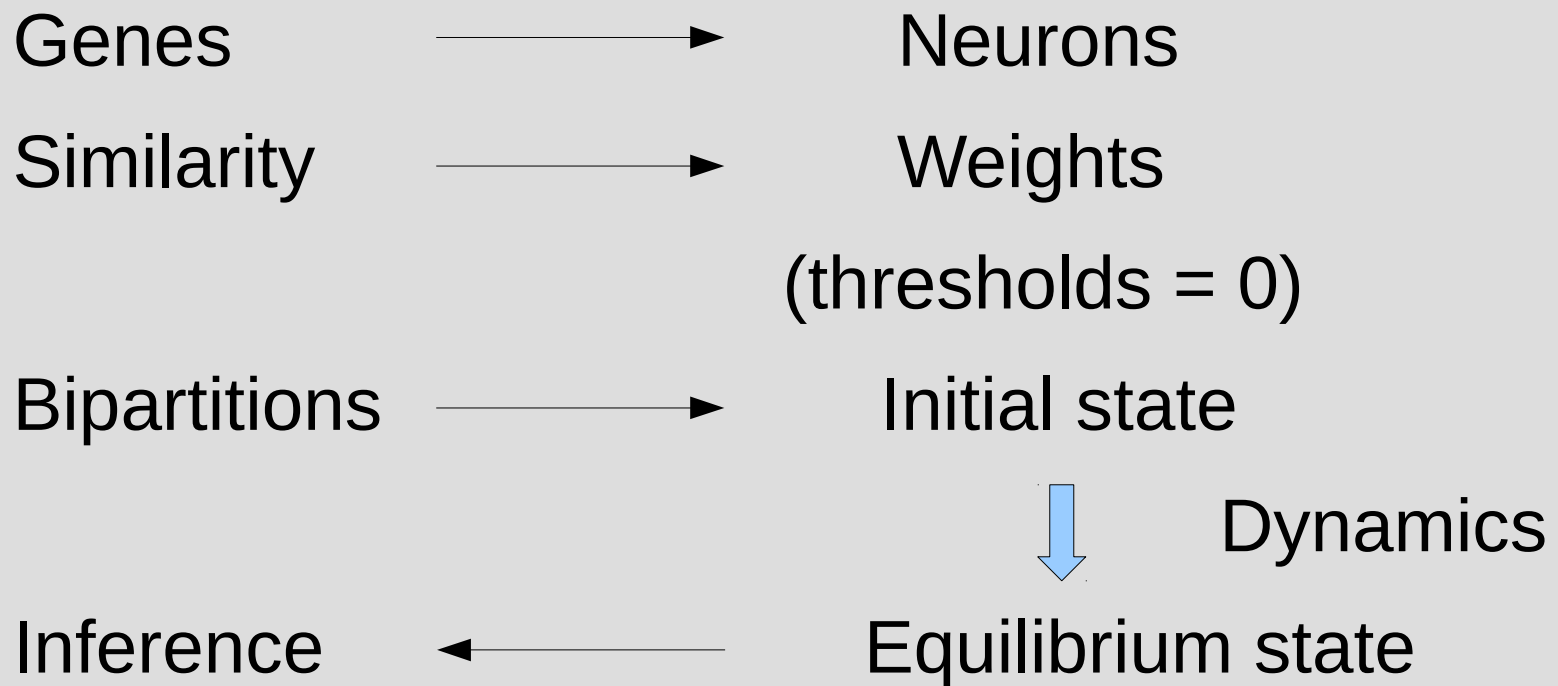 Genes Neurons
Similarity Weights
(thresholds = 0)
Bipartitions Initial state
Dynamics
Inference Equilibrium state